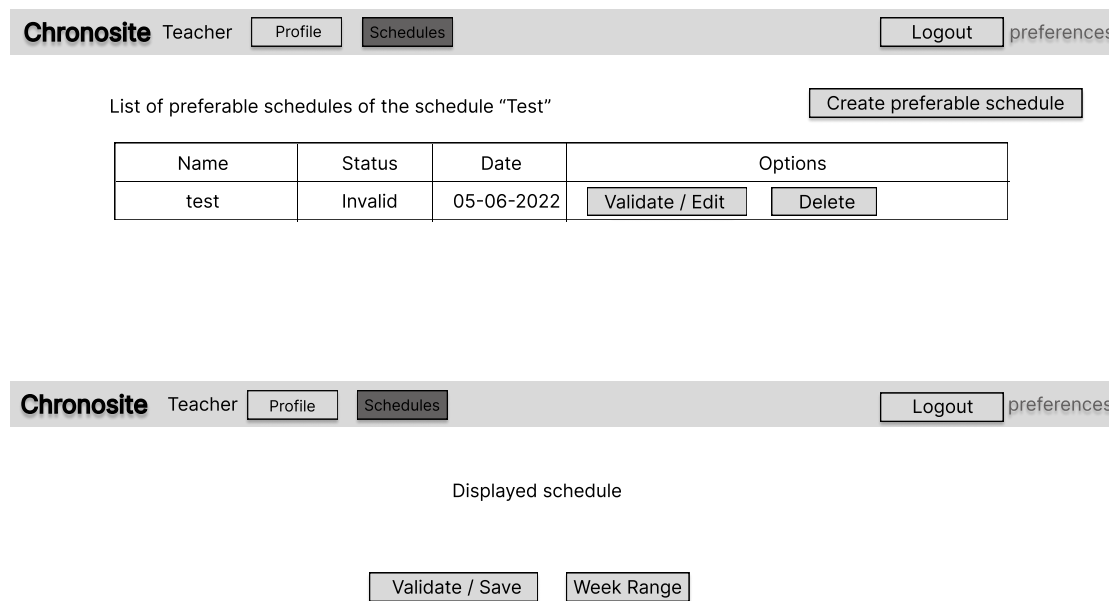 Chronosite Teacher Profile Schedules Logout preferences
List of preferable schedules of the schedule “Test” Create preferable schedule
Name Status Date Options
test Invalid 05-06-2022 Validate / Edit Delete
Chronosite Teacher Profile Schedules Logout preferences
Displayed schedule
Validate / Save Week Range